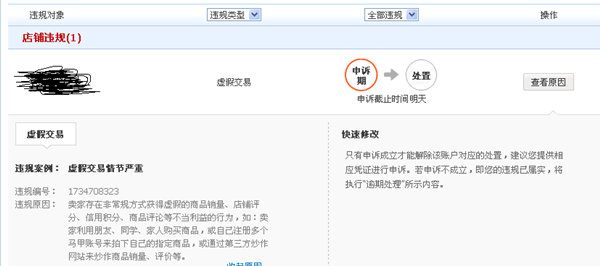 违规对象 违规类型 全部违规 操作
店铺违规(1)
虚假交易 申诉期 处置 查看原因
申诉截止时间明天
虚假交易 快速修改
违规案例： 虚假交易情节严重
只有申诉成立才能解除该账户对应的处置，建议您提供相
应凭证进行申诉。若申诉不成立，即您的违规已属实，将
执行"逾期处理"所示内容。
违规编号： 1734708323
违规原因： 卖家存在非常规方式获得虚假的商品销量、店铺评
分、信用积分、商品评论等不当利益的行为，如：卖
家利用朋友、同学、家人购买商品，或自己注册多个
马甲账号来拍下自己的指定商品，或通过第三方炒作
网站来炒作商品销量、评价等。
收起原因